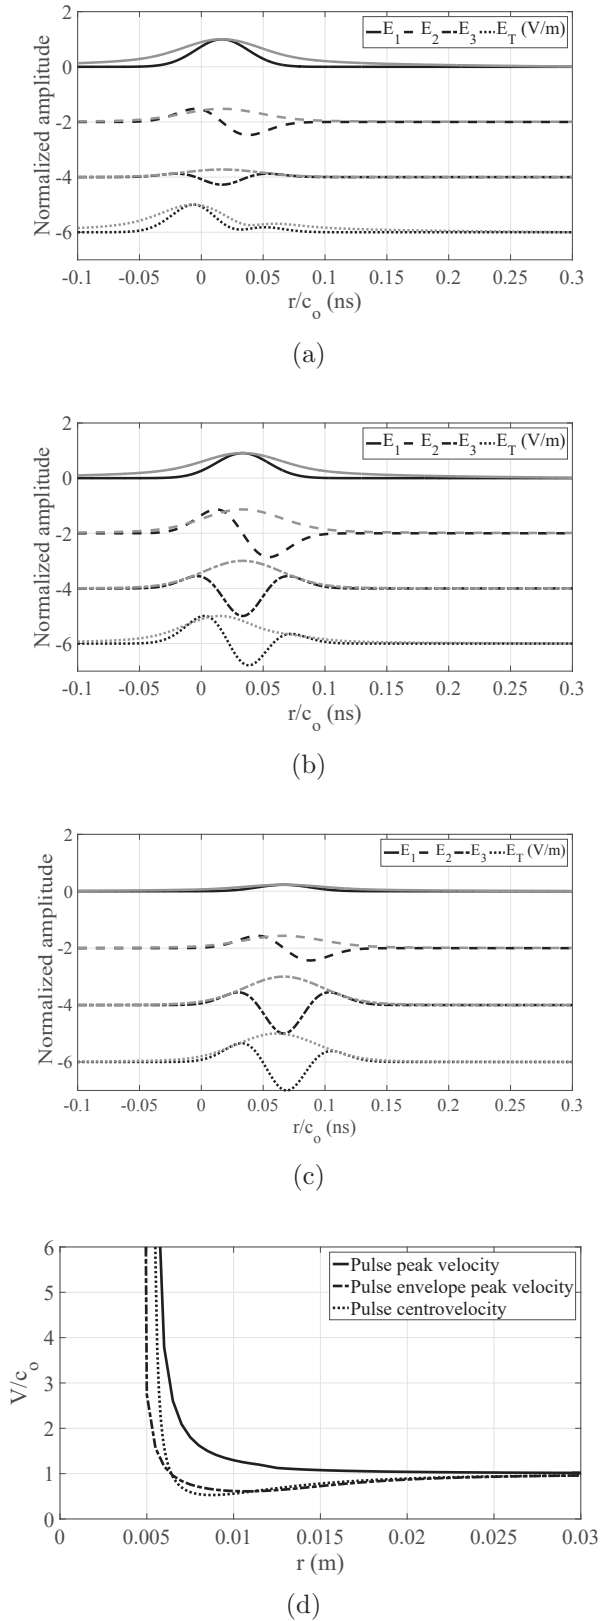 2
0
-2
-4
-6
Normalized amplitude
E1 E2 E3 ET (V/m)
-0.1 -0.05 0 0.05 0.1 0.15 0.2 0.25 0.3
r/co (ns)
(a)
2
0
-2
-4
-6
Normalized amplitude
E1 E2 E3 ET (V/m)
-0.1 -0.05 0 0.05 0.1 0.15 0.2 0.25 0.3
r/co (ns)
(b)
2
0
-2
-4
-6
Normalized amplitude
E1 E2 E3 ET (V/m)
-0.1 -0.05 0 0.05 0.1 0.15 0.2 0.25 0.3
r/co (ns)
(c)
6
5
4
3
2
1
0
V/co
Pulse peak velocity
Pulse envelope peak velocity
Pulse centrovelocity
0 0.005 0.01 0.015 0.02 0.025 0.03
r (m)
(d)